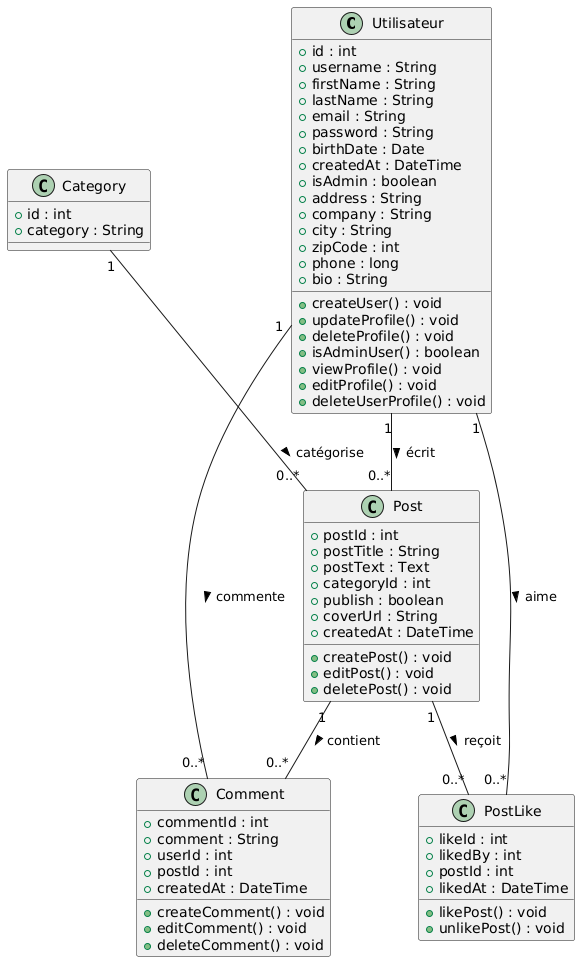 C Utilisateur
id : int
username : String
firstName : String
lastName : String
email : String
password : String
birthDate : Date
createdAt : DateTime
isAdmin : boolean
address : String
company : String
city : String
zipCode : int
phone : long
bio : String
createUser() : void
updateProfile() : void
deleteProfile() : void
isAdminUser() : boolean
viewProfile() : void
editProfile() : void
deleteUserProfile() : void
C Category
id : int
category : String
1
1
1
1
catégorise
écrit
0..*
0..*
C Post
postId : int
postTitle : String
postText : Text
categoryId : int
publish : boolean
coverUrl : String
createdAt : DateTime
createPost() : void
editPost() : void
deletePost() : void
commente
aime
1
1
contient
reçoit
0..*
0..*
0..*
0..*
C Comment
commentId : int
comment : String
userId : int
postId : int
createdAt : DateTime
createComment() : void
editComment() : void
deleteComment() : void
C PostLike
likeId : int
likedBy : int
postId : int
likedAt : DateTime
likePost() : void
unlikePost() : void